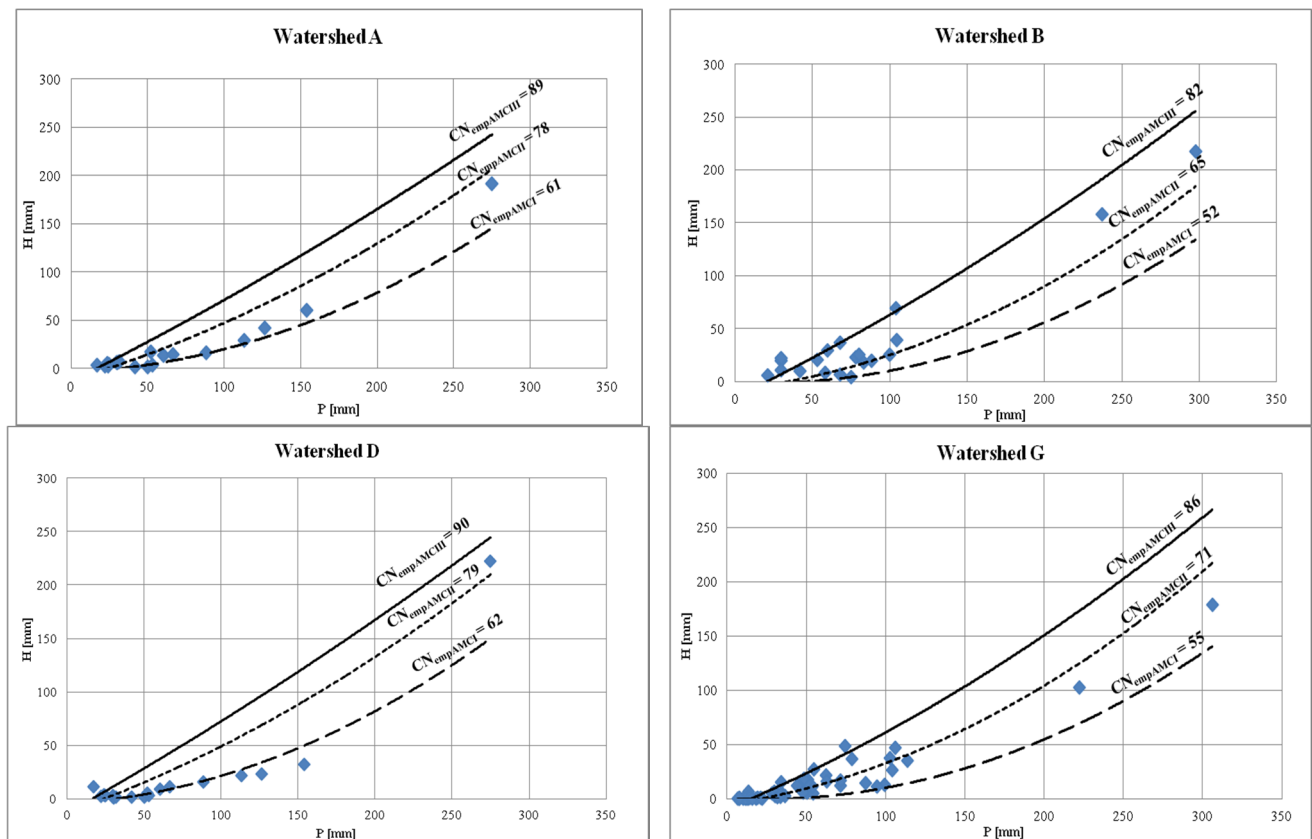 Watershed A
300
250
200
150
100
50
0
H [mm]
CNempAMCIII = 89
CNempAMCII = 78
CNempAMCI = 61
0 50 100 150 200 250 300 350
P [mm]
Watershed B
300
250
200
150
100
50
0
H [mm]
CNempAMCIII = 82
CNempAMCII = 65
CNempAMCI = 52
0 50 100 150 200 250 300 350
P [mm]
Watershed D
300
250
200
150
100
50
0
H [mm]
CNempAMCIII = 90
CNempAMCII = 79
CNempAMCI = 62
0 50 100 150 200 250 300 350
P [mm]
Watershed G
300
250
200
150
100
50
0
H [mm]
CNempAMCIII = 86
CNempAMCII = 71
CNempAMCI = 55
0 50 100 150 200 250 300 350
P [mm]